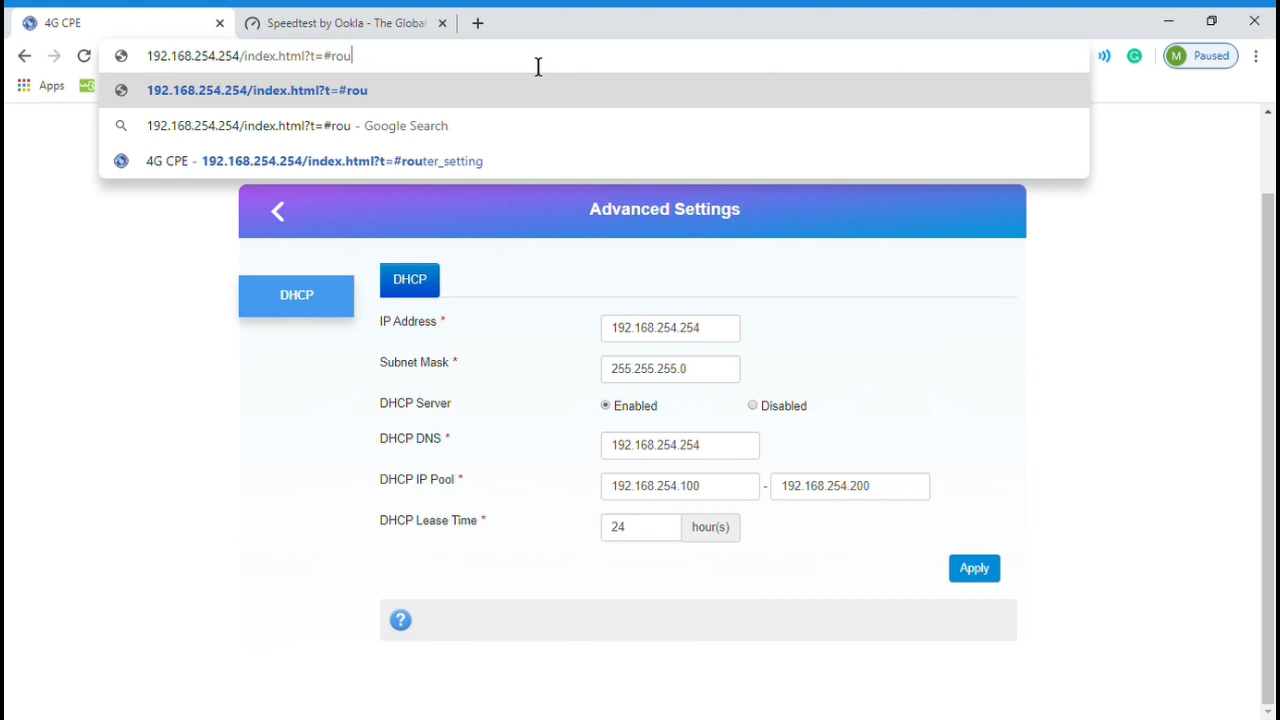 4G CPE
Speedtest by Ookla - The Global
192.168.254.254/index.html?t=#rou
M Paused
Apps
192.168.254.254/index.html?t=#rou
192.168.254.254/index.html?t=#rou - Google Search
4G CPE - 192.168.254.254/index.html?t=#router_setting
Advanced Settings
DHCP
DHCP
IP Address *
192.168.254.254
Subnet Mask *
255.255.255.0
DHCP Server
Enabled
Disabled
DHCP DNS *
192.168.254.254
DHCP IP Pool *
192.168.254.100 - 192.168.254.200
DHCP Lease Time *
24 hour(s)
Apply
?